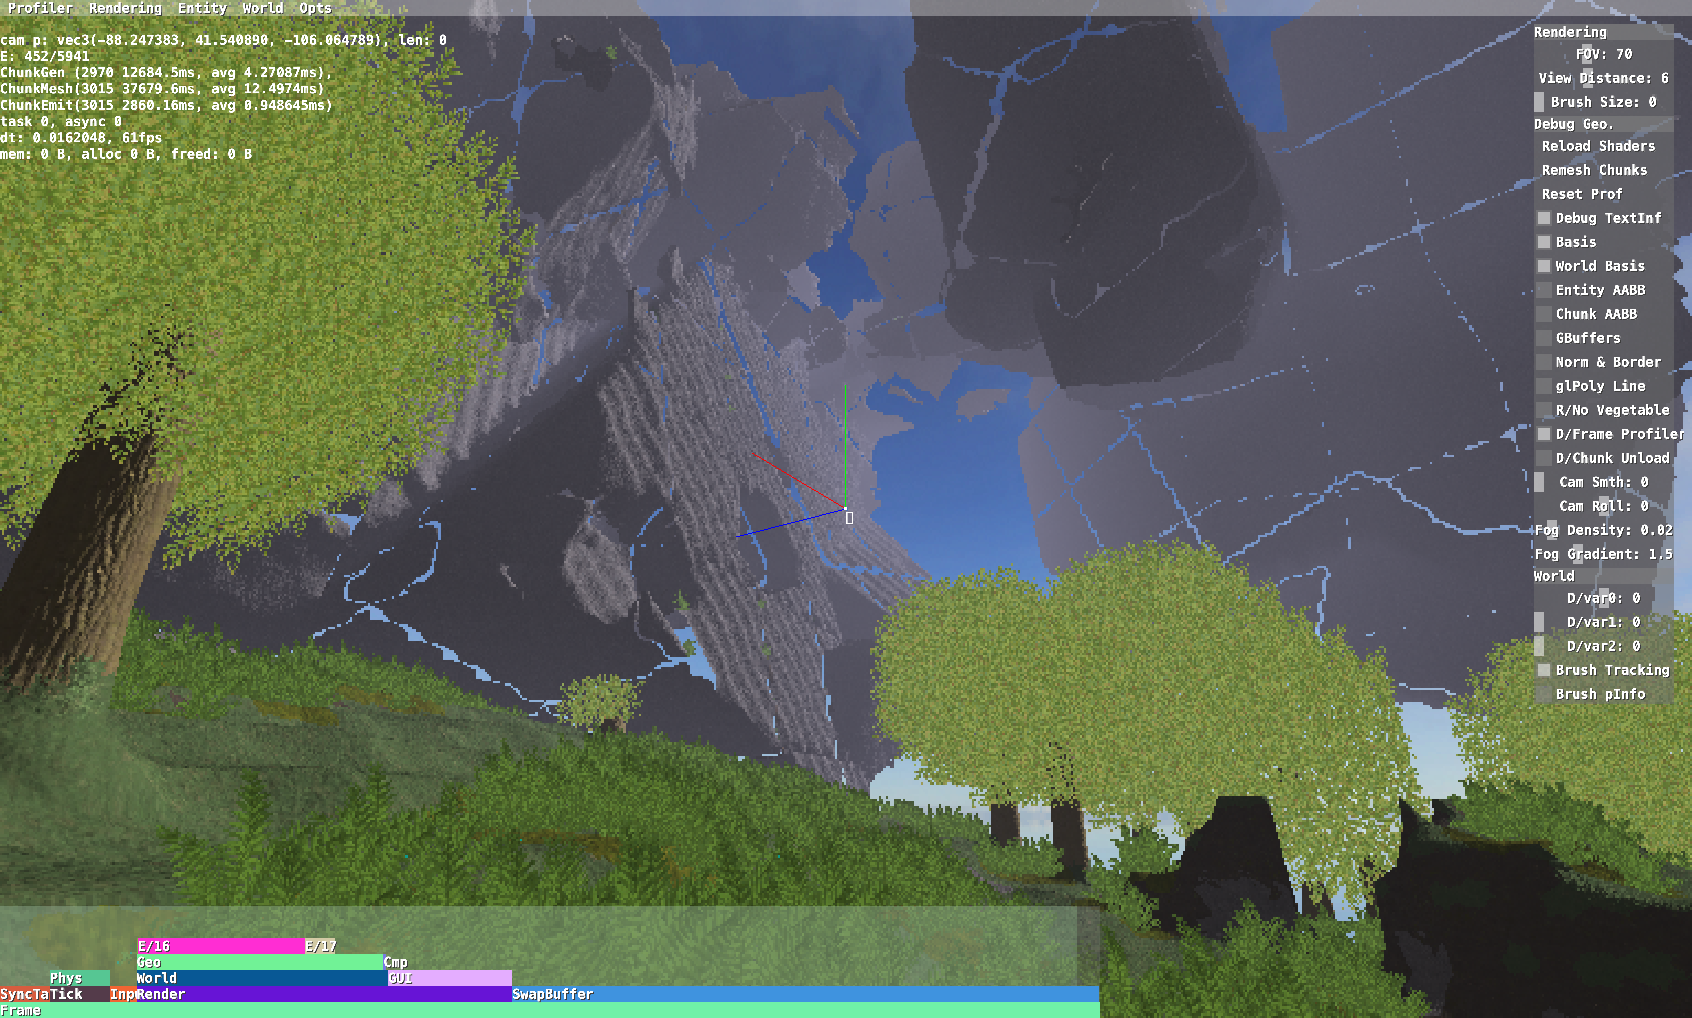 Profiler Rendering Entity World Opts
cam p: vec3(-88.247383, 41.540890, -106.064789), len: 0
E: 452/5941
ChunkGen (2970 12684.5ms, avg 4.27087ms),
ChunkMesh(3015 37679.6ms, avg 12.4974ms)
ChunkEmit(3015 2860.16ms, avg 0.948645ms)
task 0, async 0
dt: 0.0162048, 61fps
mem: 0 B, alloc 0 B, freed: 0 B
Rendering
FOV: 70
View Distance: 6
Brush Size: 0
Debug Geo.
Reload Shaders
Remesh Chunks
Reset Prof
Debug TextInf
Basis
World Basis
Entity AABB
Chunk AABB
GBuffers
Norm & Border
glPoly Line
R/No Vegetable
D/Frame Profiler
D/Chunk Unload
Cam Smth: 0
Cam Roll: 0
Fog Density: 0.02
Fog Gradient: 1.5
World
D/var0: 0
D/var1: 0
D/var2: 0
Brush Tracking
Brush pInfo
E/16 E/17
Geo Cmp
Phys World GUI
SyncTa Tick Inpu Render SwapBuffer
Frame